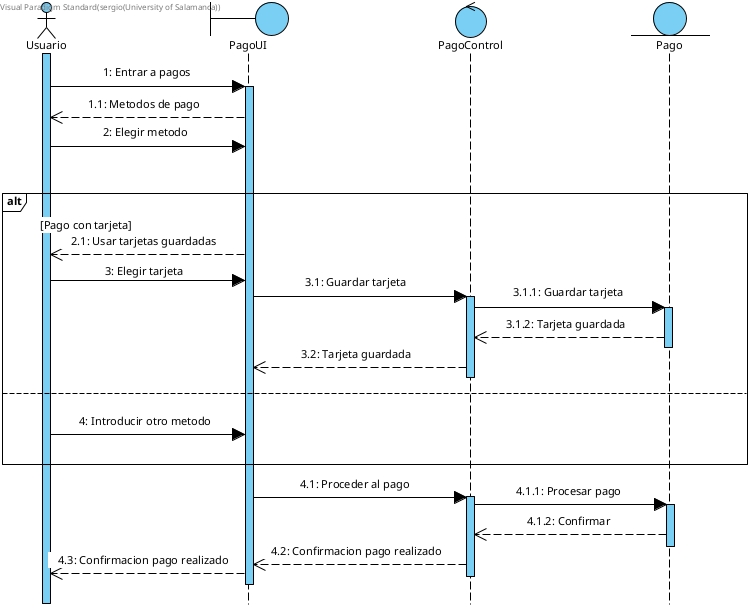 Visual Paradigm Standard(sergio(University of Salamanca))
Usuario
PagoUI
PagoControl
Pago
1: Entrar a pagos
1.1: Metodos de pago
2: Elegir metodo
alt
[Pago con tarjeta]
2.1: Usar tarjetas guardadas
3: Elegir tarjeta
3.1: Guardar tarjeta
3.1.1: Guardar tarjeta
3.1.2: Tarjeta guardada
3.2: Tarjeta guardada
4: Introducir otro metodo
4.1: Proceder al pago
4.1.1: Procesar pago
4.1.2: Confirmar
4.2: Confirmacion pago realizado
4.3: Confirmacion pago realizado